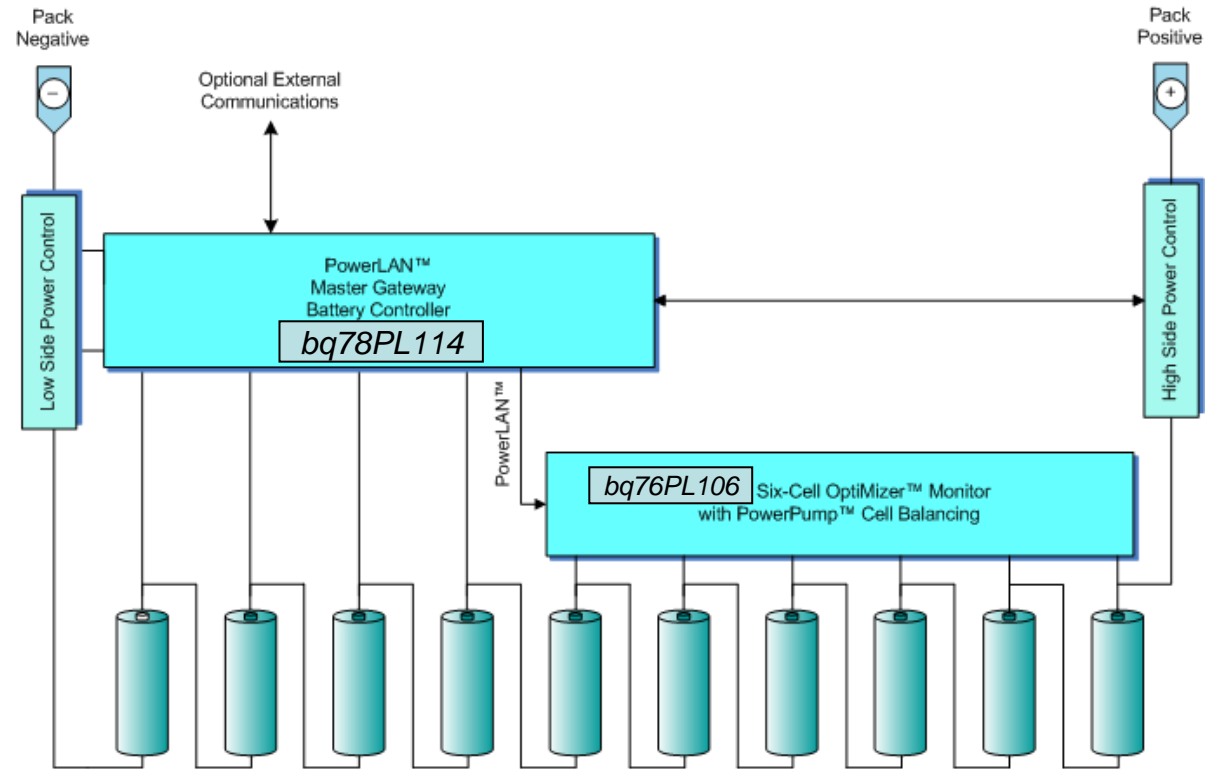 Pack
Negative
Pack
Positive
Optional External
Communications
−
+
Low Side Power Control
PowerLAN™
Master Gateway
Battery Controller
bq78PL114
High Side Power Control
PowerLAN™
bq76PL106 Six-Cell OptiMizer™ Monitor
with PowerPump™ Cell Balancing